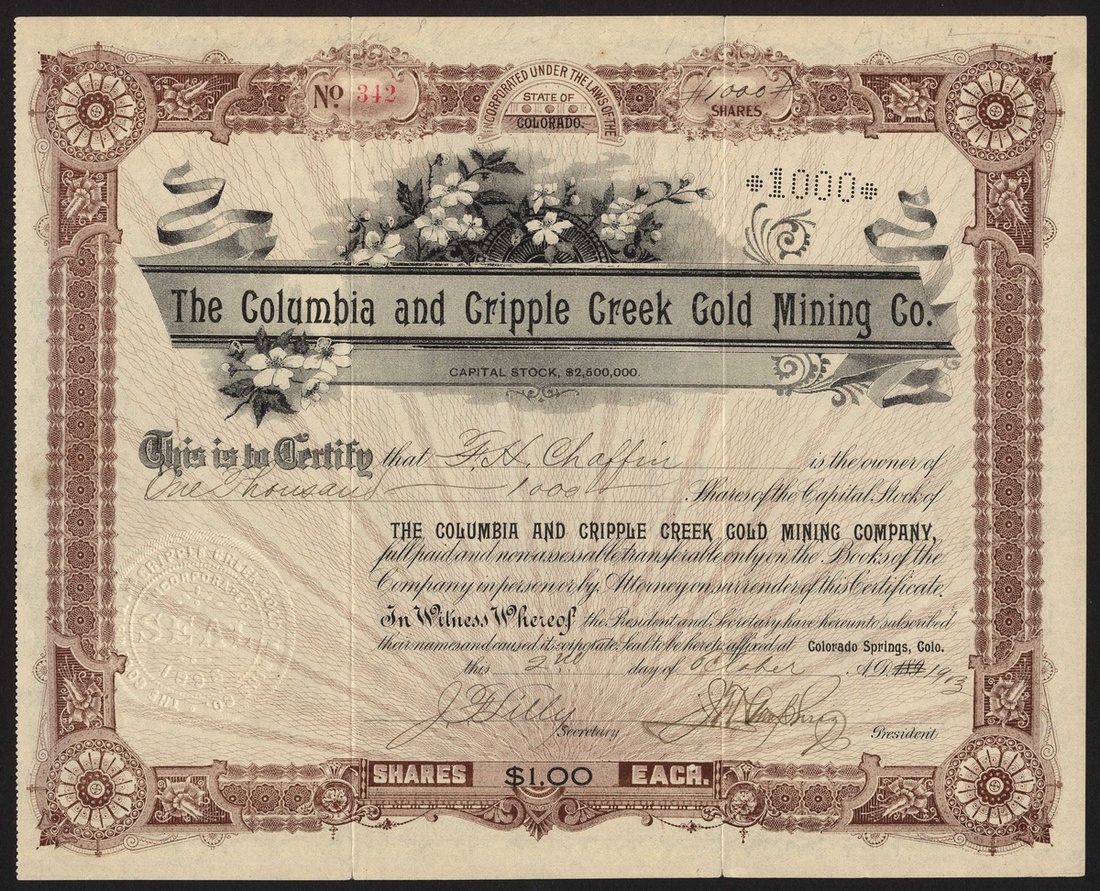 No. 342
INCORPORATED UNDER THE LAWS OF THE
STATE OF
COLORADO.
#1000#
SHARES
*1000*
The Columbia and Cripple Creek Gold Mining Co.
CAPITAL STOCK, $2,500,000.
This is to Certify that F. H. Chaffin is the owner of
One Thousand 1000 Shares of the Capital Stock of
THE COLUMBIA AND CRIPPLE CREEK GOLD MINING COMPANY,
full paid and non-assessable transferable only on the Books of the
Company in person or by Attorney on surrender of this Certificate.
In Witness Whereof the President and Secretary have hereunto subscribed
their names and caused its corporate Seal to be hereto affixed at Colorado Springs, Colo.
this 2nd day of October A.D. 189 1903
Secretary
President
SHARES $1.00 EACH.